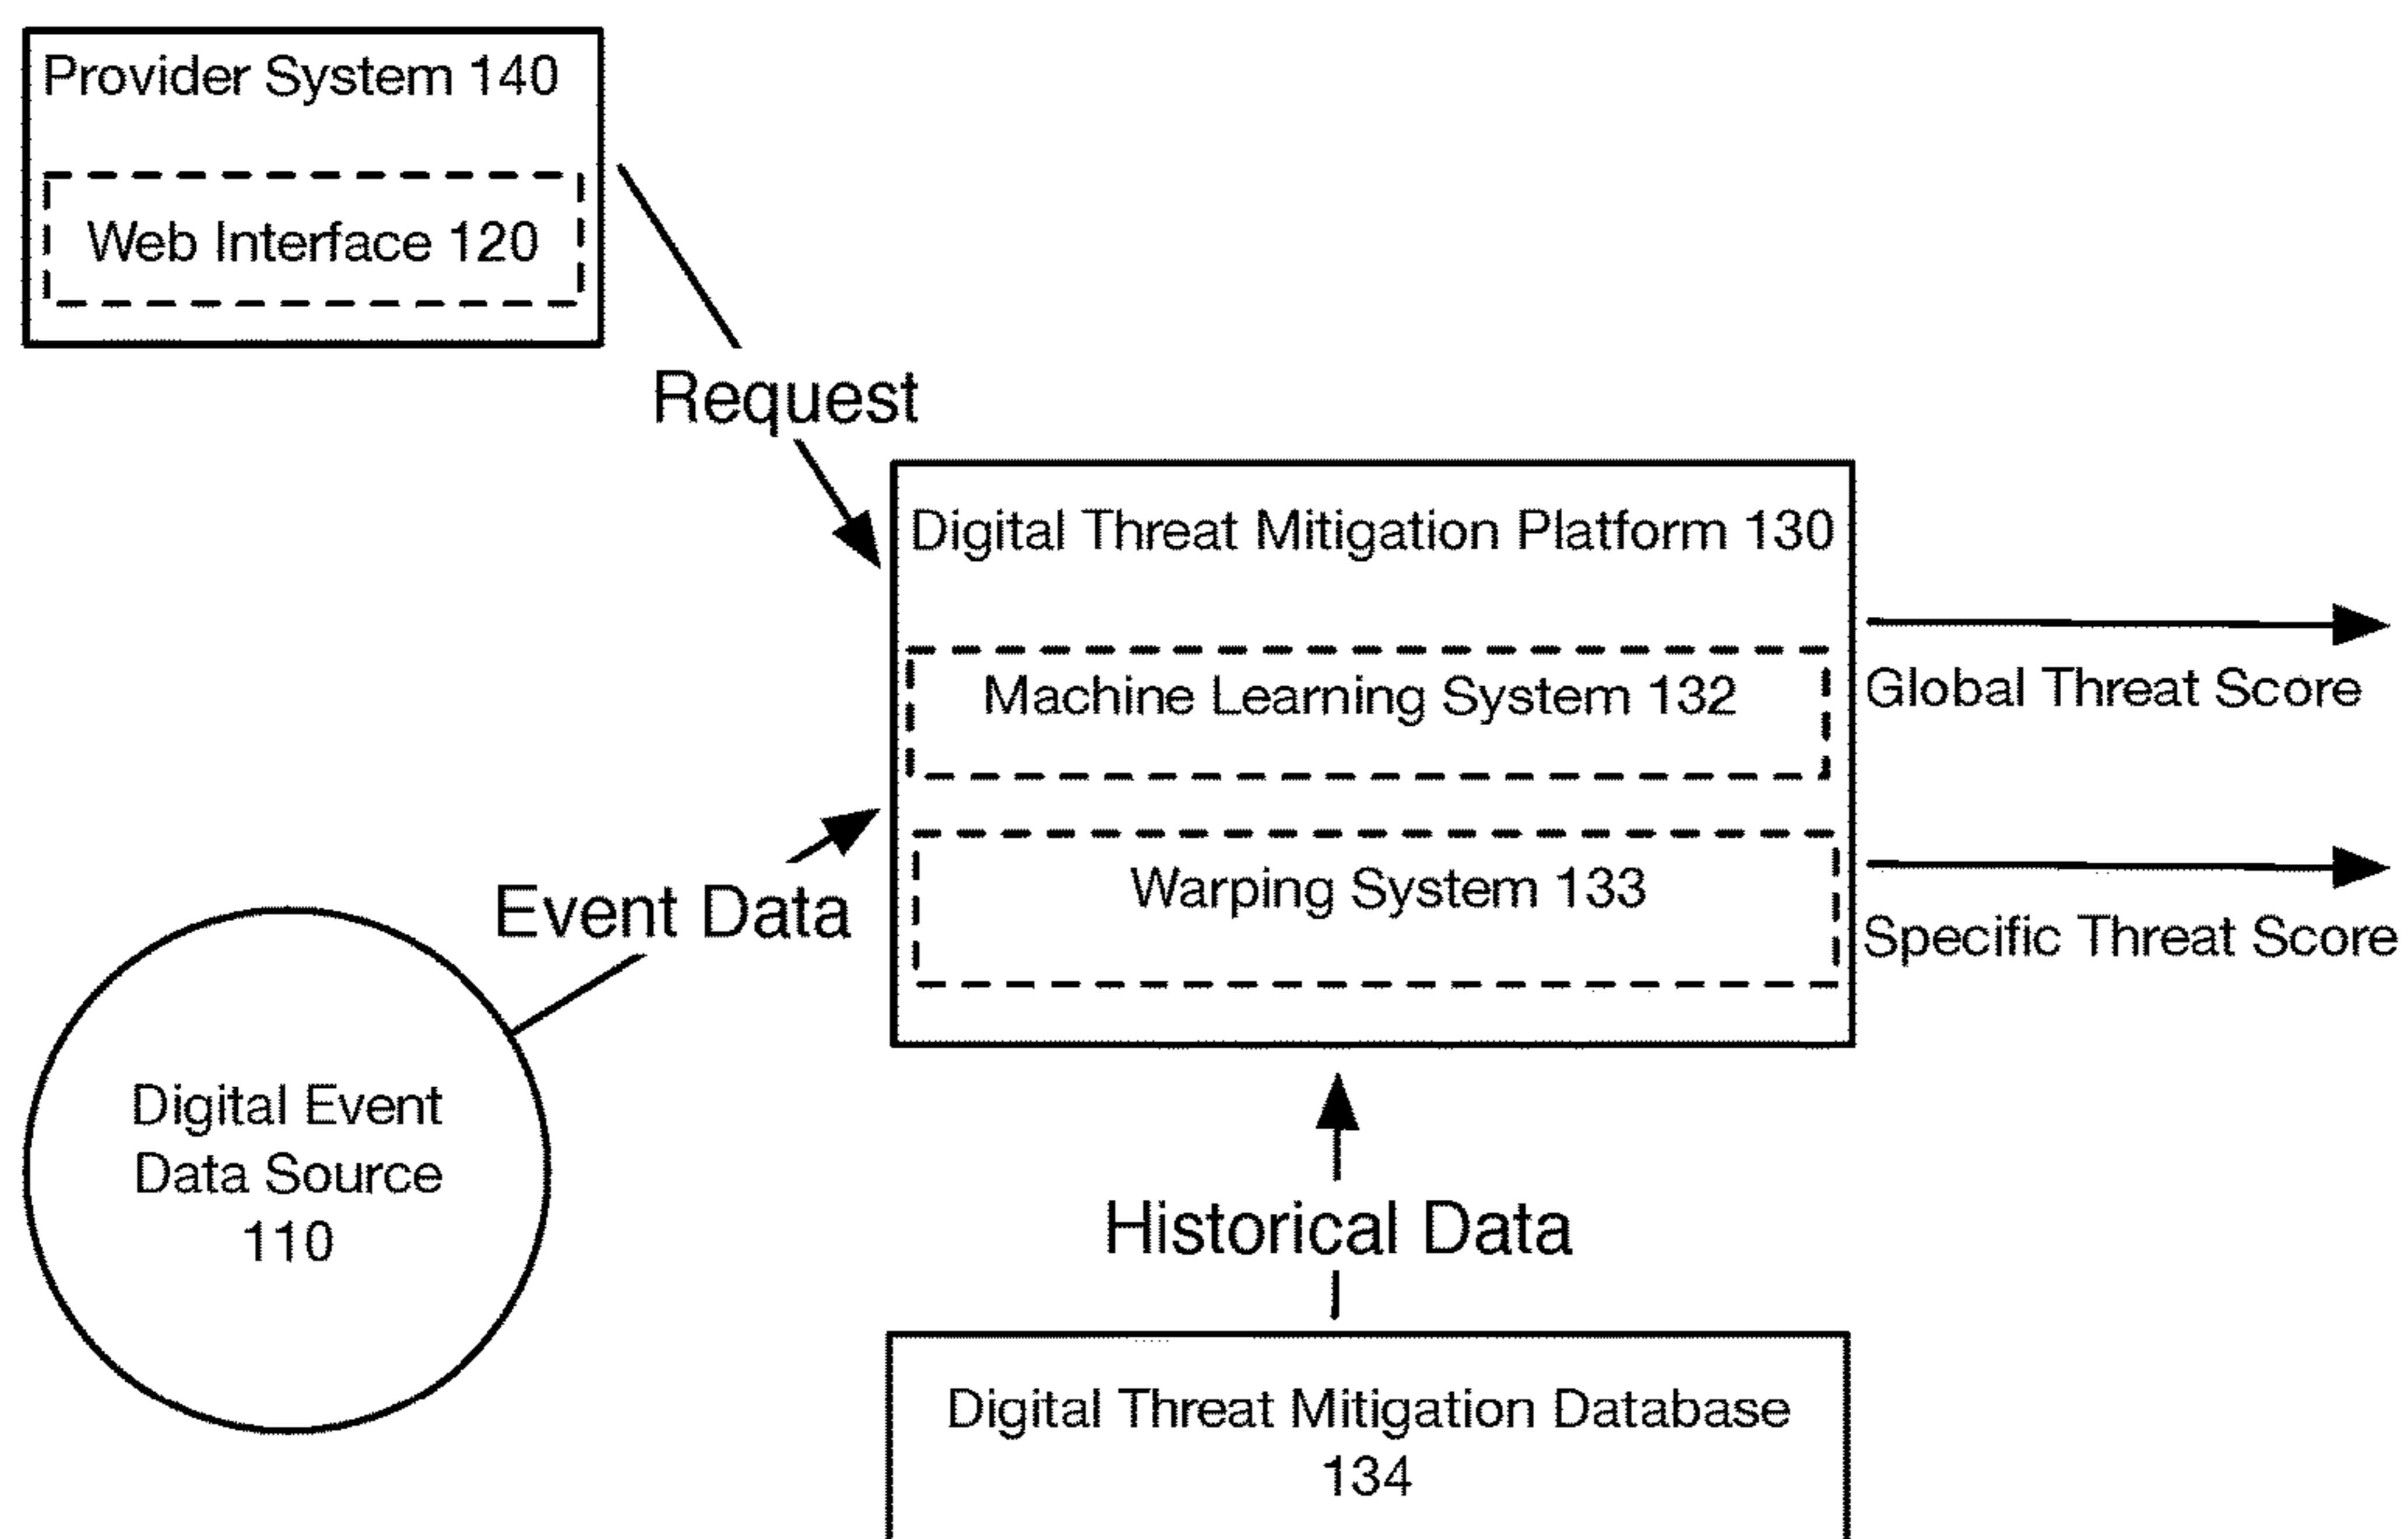 Provider System 140
Web Interface 120
Request
Digital Threat Mitigation Platform 130
Machine Learning System 132
Global Threat Score
Warping System 133
Specific Threat Score
Event Data
Digital Event
Data Source
110
Historical Data
Digital Threat Mitigation Database
134